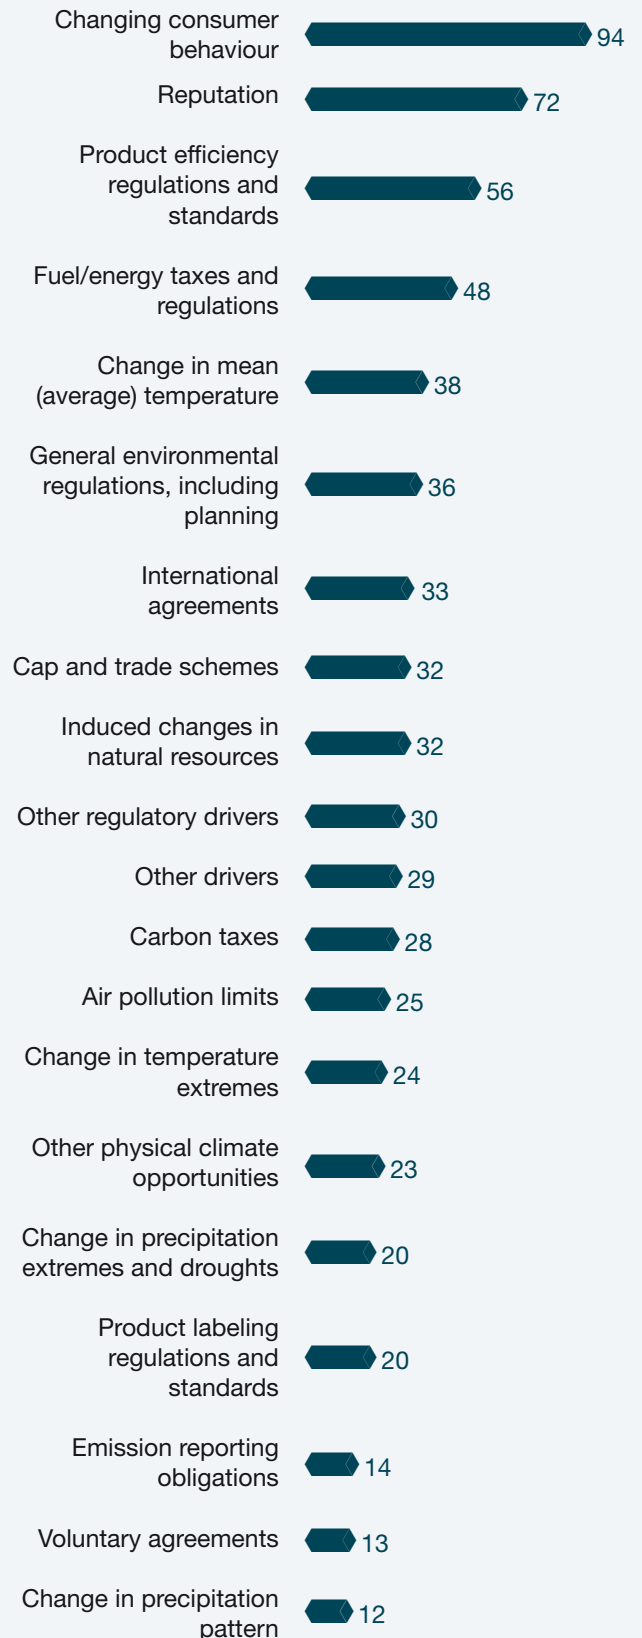 Changing consumer
behaviour
94
Reputation
72
Product efficiency
regulations and
standards
56
Fuel/energy taxes and
regulations
48
Change in mean
(average) temperature
38
General environmental
regulations, including
planning
36
International
agreements
33
Cap and trade schemes
32
Induced changes in
natural resources
32
Other regulatory drivers
30
Other drivers
29
Carbon taxes
28
Air pollution limits
25
Change in temperature
extremes
24
Other physical climate
opportunities
23
Change in precipitation
extremes and droughts
20
Product labeling
regulations and
standards
20
Emission reporting
obligations
14
Voluntary agreements
13
Change in precipitation
pattern
12